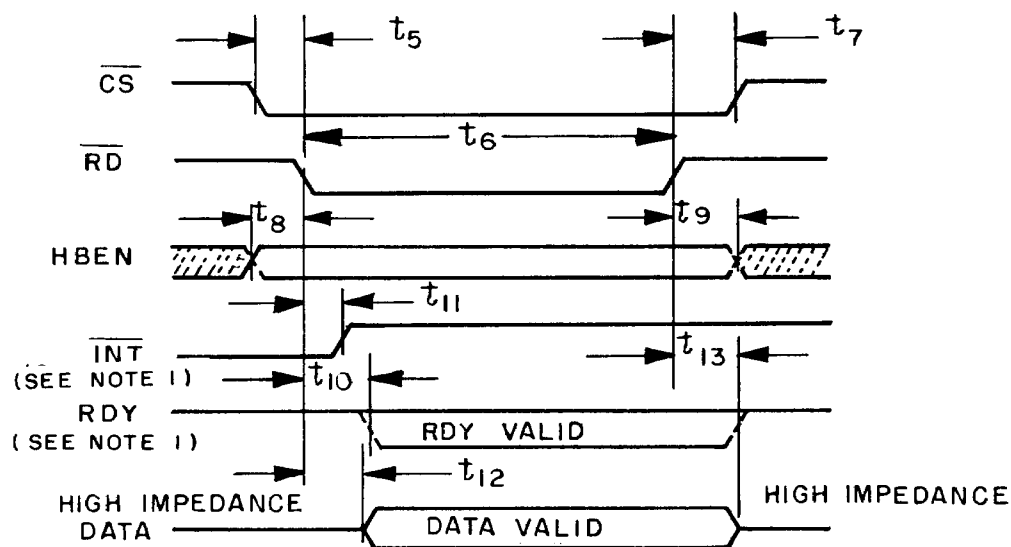 t5
t7
CS
t6
RD
t8
t9
HBEN
t11
INT
(SEE NOTE 1)
t10
t13
RDY
(SEE NOTE 1)
RDY VALID
t12
HIGH IMPEDANCE
HIGH IMPEDANCE
DATA
DATA VALID